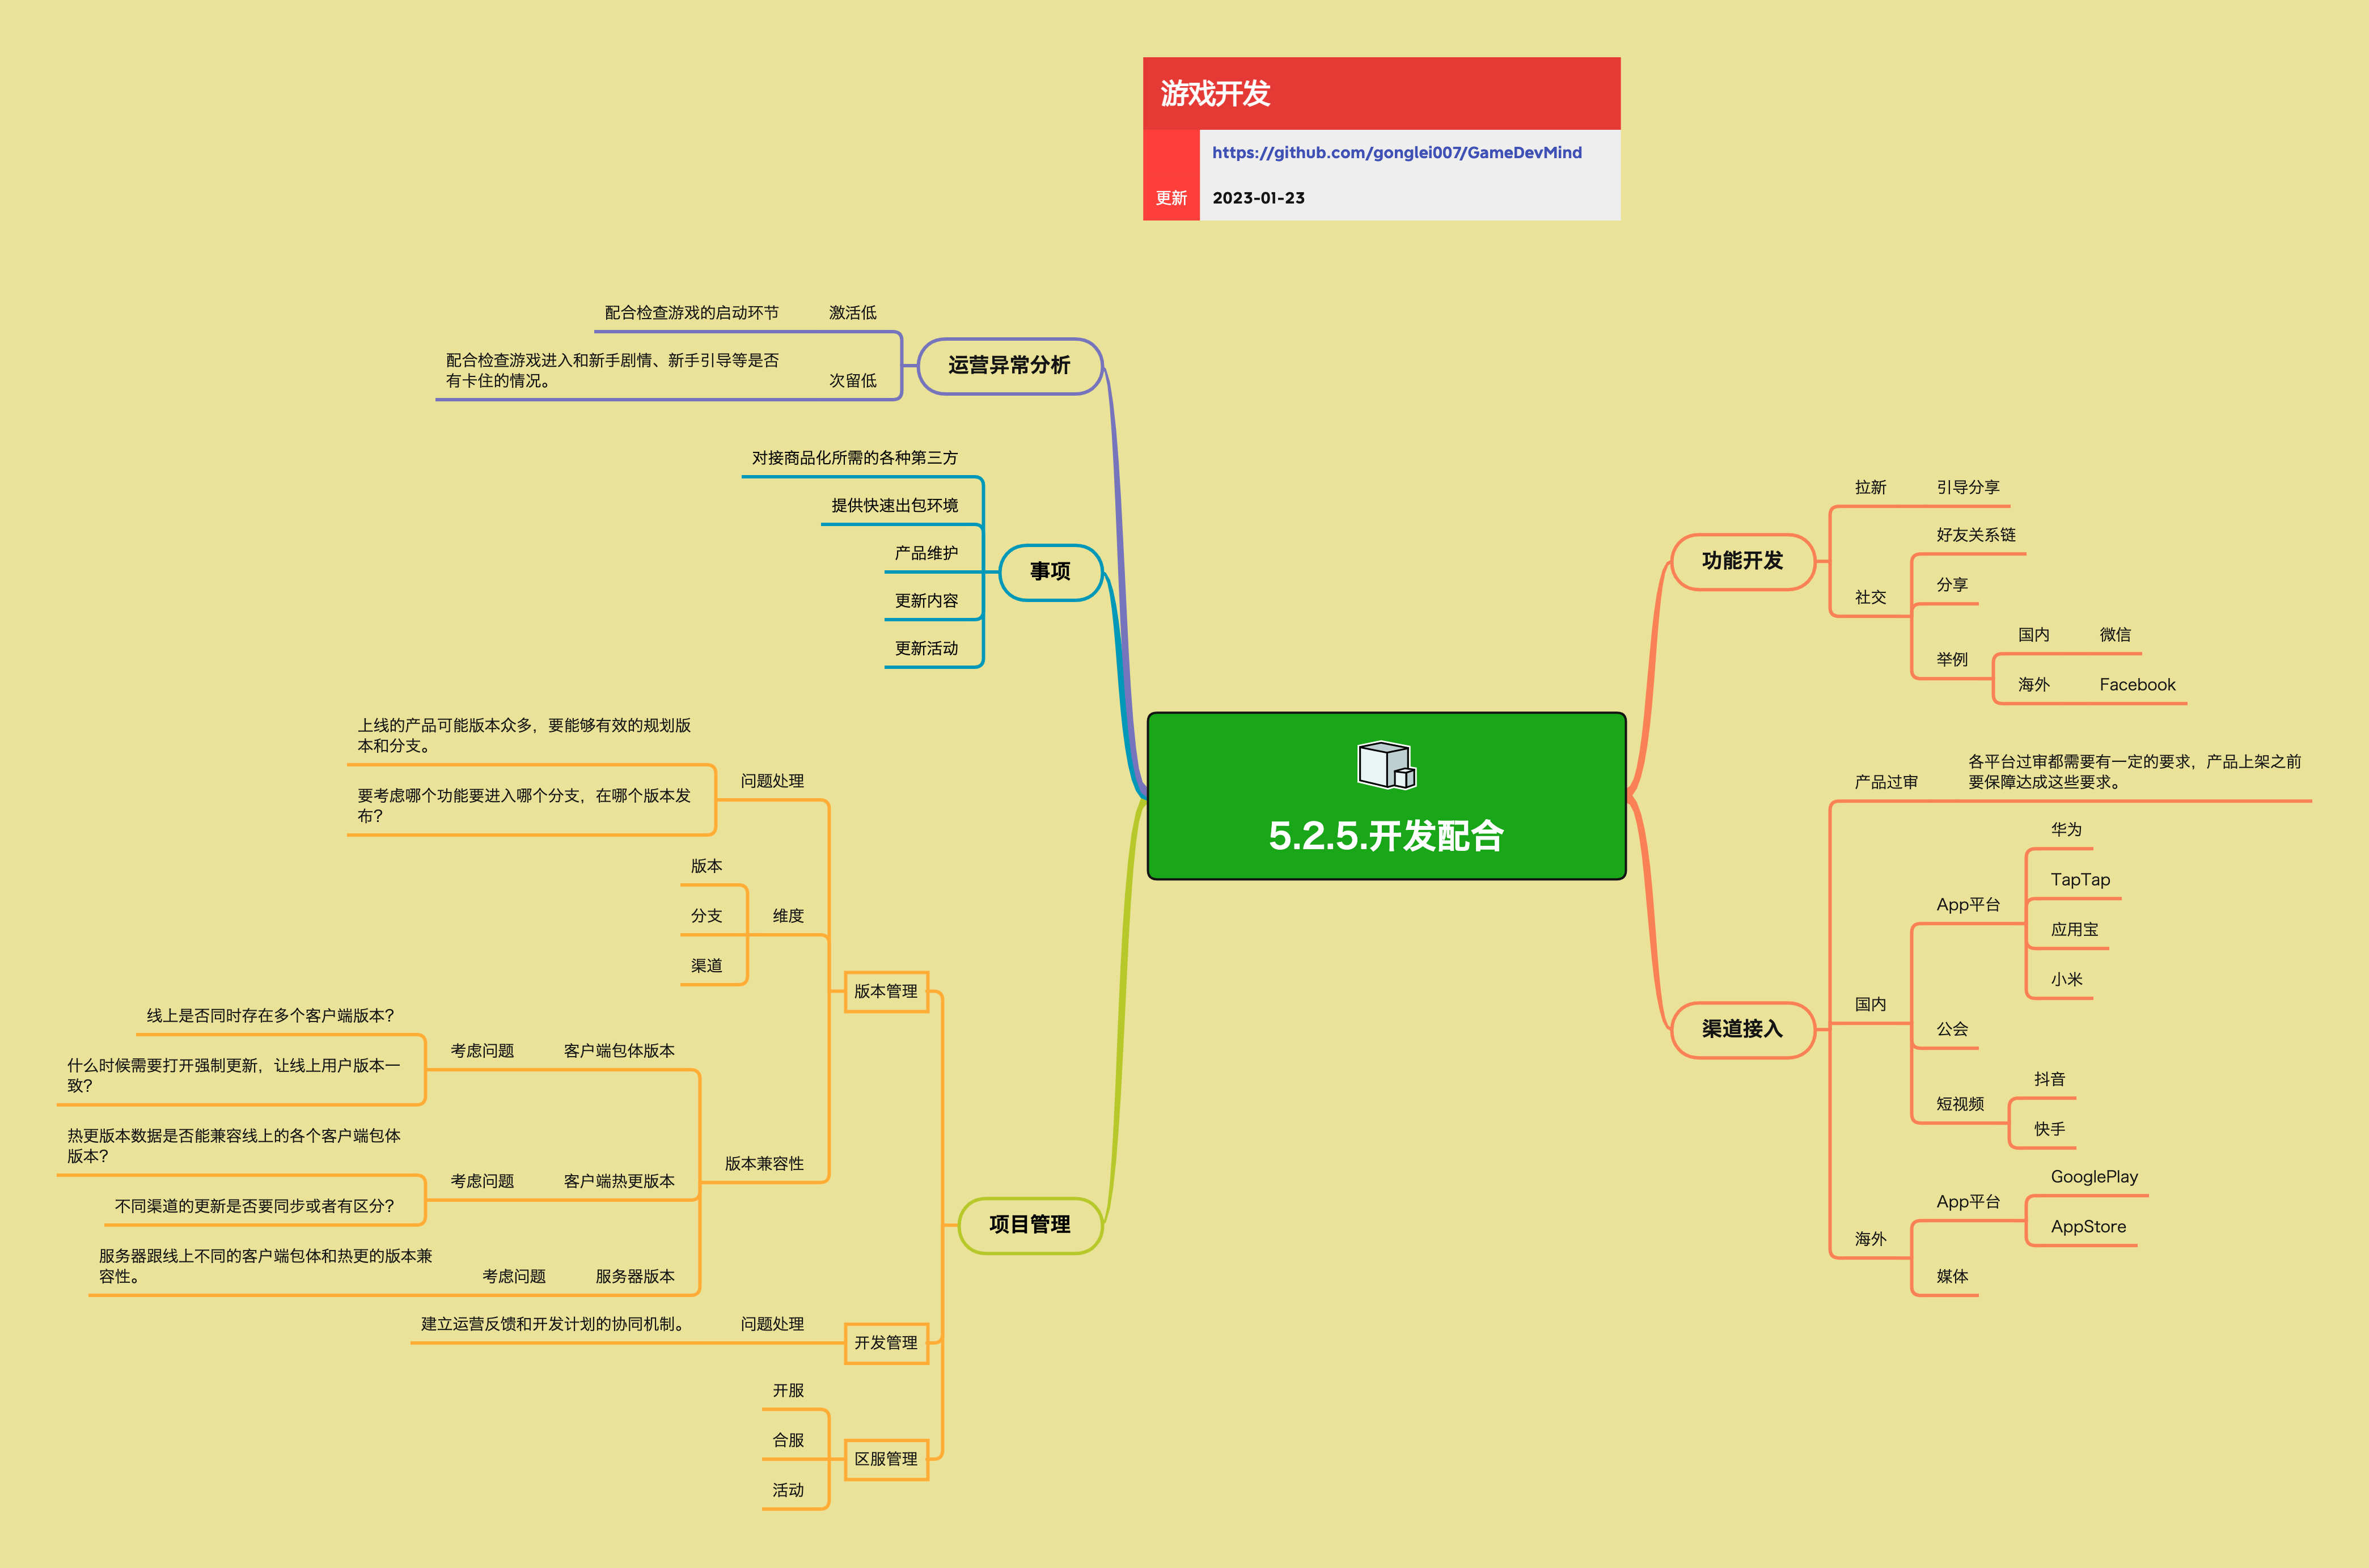 游戏开发
https://github.com/gonglei007/GameDevMind
更新
2023-01-23
5.2.5.开发配合
运营异常分析
激活低
配合检查游戏的启动环节
次留低
配合检查游戏进入和新手剧情、新手引导等是否
有卡住的情况。
事项
对接商品化所需的各种第三方
提供快速出包环境
产品维护
更新内容
更新活动
项目管理
版本管理
问题处理
上线的产品可能版本众多，要能够有效的规划版
本和分支。
要考虑哪个功能要进入哪个分支，在哪个版本发
布？
维度
版本
分支
渠道
版本兼容性
客户端包体版本
考虑问题
线上是否同时存在多个客户端版本？
什么时候需要打开强制更新，让线上用户版本一
致？
客户端热更版本
考虑问题
热更版本数据是否能兼容线上的各个客户端包体
版本？
不同渠道的更新是否要同步或者有区分？
服务器版本
考虑问题
服务器跟线上不同的客户端包体和热更的版本兼
容性。
开发管理
问题处理
建立运营反馈和开发计划的协同机制。
区服管理
开服
合服
活动
功能开发
拉新
引导分享
社交
好友关系链
分享
举例
国内
微信
海外
Facebook
渠道接入
产品过审
各平台过审都需要有一定的要求，产品上架之前
要保障达成这些要求。
国内
App平台
华为
TapTap
应用宝
小米
公会
短视频
抖音
快手
海外
App平台
GooglePlay
AppStore
媒体